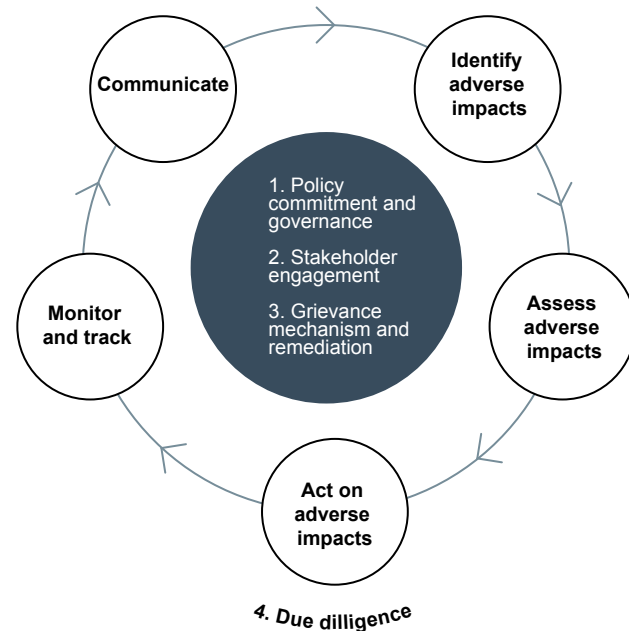 Communicate
Identify
adverse
impacts
1. Policy
commitment and
governance
2. Stakeholder
engagement
3. Grievance
mechanism and
remediation
Monitor
and track
Assess
adverse
impacts
Act on
adverse
impacts
4. Due dilligence